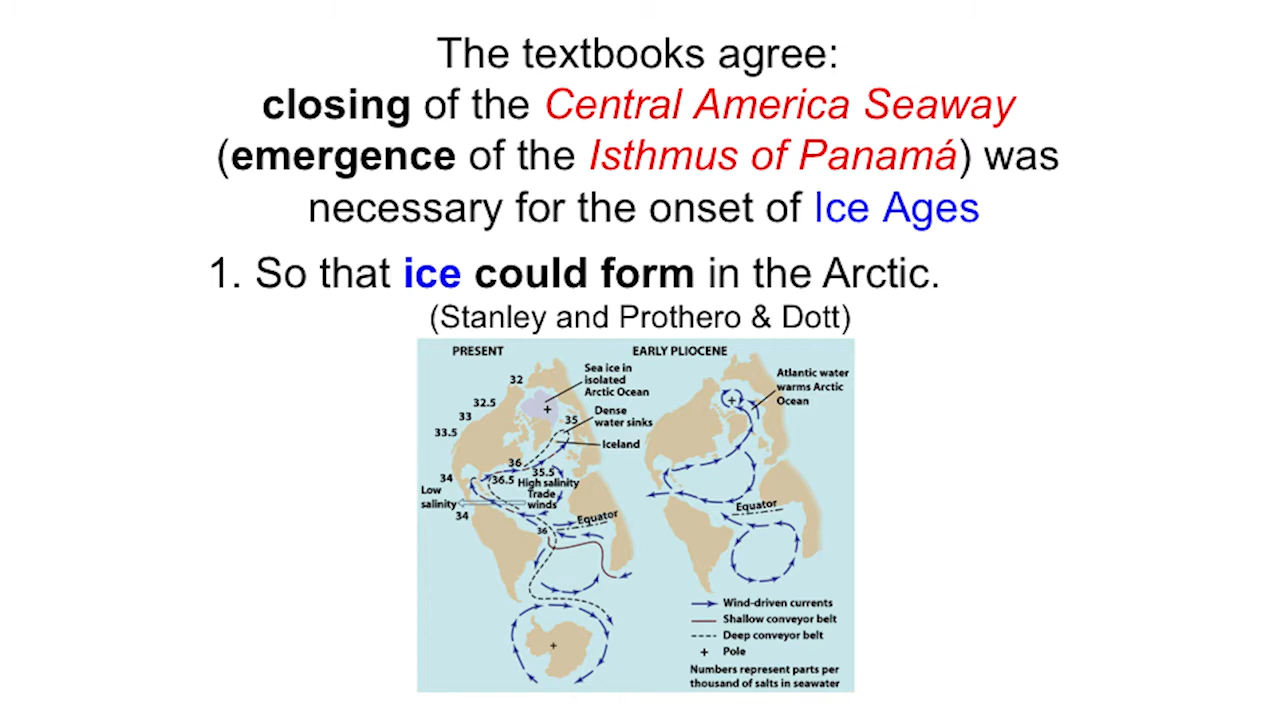 The textbooks agree:
closing of the Central America Seaway
(emergence of the Isthmus of Panamá) was
necessary for the onset of Ice Ages
1. So that ice could form in the Arctic.
(Stanley and Prothero & Dott)
PRESENT
32
32.5
33
33.5
34
Low
salinity
34
Sea ice in
isolated
Arctic Ocean
+
35
Dense
water sinks
Iceland
36
35.5
36.5 High salinity
Trade
winds
Equator
36
+
EARLY PLIOCENE
Atlantic water
warms Arctic
Ocean
+
Equator
Wind-driven currents
Shallow conveyor belt
Deep conveyor belt
+ Pole
Numbers represent parts per
thousand of salts in seawater